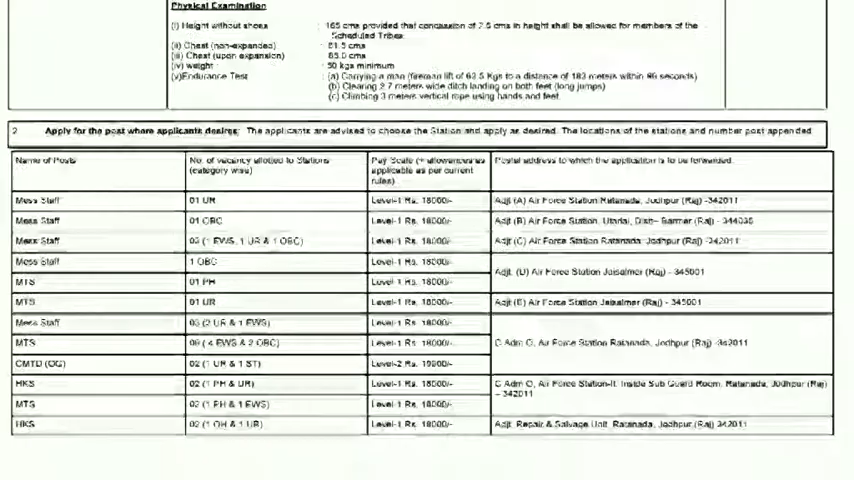 Physical Examination
(i) Height without shoes : 165 cms provided that concession of 2.5 cms in height shall be allowed for members of the
Scheduled Tribes
(ii) Chest (non-expanded) : 81.5 cms
(iii) Chest (upon expansion) : 85.0 cms
(iv) weight : 50 kgs minimum
(v)Endurance Test : (a) Carrying a man (fireman lift of 63.5 Kgs to a distance of 183 meters within 96 seconds)
(b) Clearing 2.7 meters wide ditch landing on both feet (long jumps)
(c) Climbing 3 meters vertical rope using hands and feet.
2 Apply for the post where applicants desires: The applicants are advised to choose the Station and apply as desired. The locations of the stations and number post appended
Name of Posts No. of vacancy allotted to Stations (category wise) Pay Scale (+ allowances as applicable as per current rules) Postal address to which the application is to be forwarded.
Mess Staff 01 UR Level-1 Rs. 18000/- Adjt (A) Air Force Station Ratanada, Jodhpur (Raj) -342011
Mess Staff 01 OBC Level-1 Rs. 18000/- Adjt (B) Air Force Station, Utarlai, Distt- Barmer (Raj) - 344035
Mess Staff 03 (1 EWS, 1 UR & 1 OBC) Level-1 Rs. 18000/- Adjt (C) Air Force Station Ratanada, Jodhpur (Raj) -342011
Mess Staff 1 OBC Level-1 Rs. 18000/- Adjt. (D) Air Force Station Jaisalmer (Raj) - 345001
MTS 01 PH Level-1 Rs. 18000/-
MTS 01 UR Level-1 Rs. 18000/- Adjt (E) Air Force Station Jaisalmer (Raj) - 345001
Mess Staff 03 (2 UR & 1 EWS) Level-1 Rs. 18000/-
MTS ( 4 EWS & 2 OBC) Level-1 Rs. 18000/- C Adm O, Air Force Station Ratanada, Jodhpur (Raj) -342011
CMTD (OG) 02 (1 UR & 1 ST) Level-2 Rs. 19900/-
HKS 02 (1 PH & UR) Level-1 Rs. 18000/- C Adm O, Air Force Station-II, Inside Sub Guard Room, Ratanada, Jodhpur (Raj) - 342011
MTS 02 (1 PH & 1 EWS) Level-1 Rs. 18000/-
HKS 02 (1 OH & 1 UR) Level-1 Rs. 18000/- Adjt. Repair & Salvage Unit, Ratanada, Jodhpur (Raj) 342011